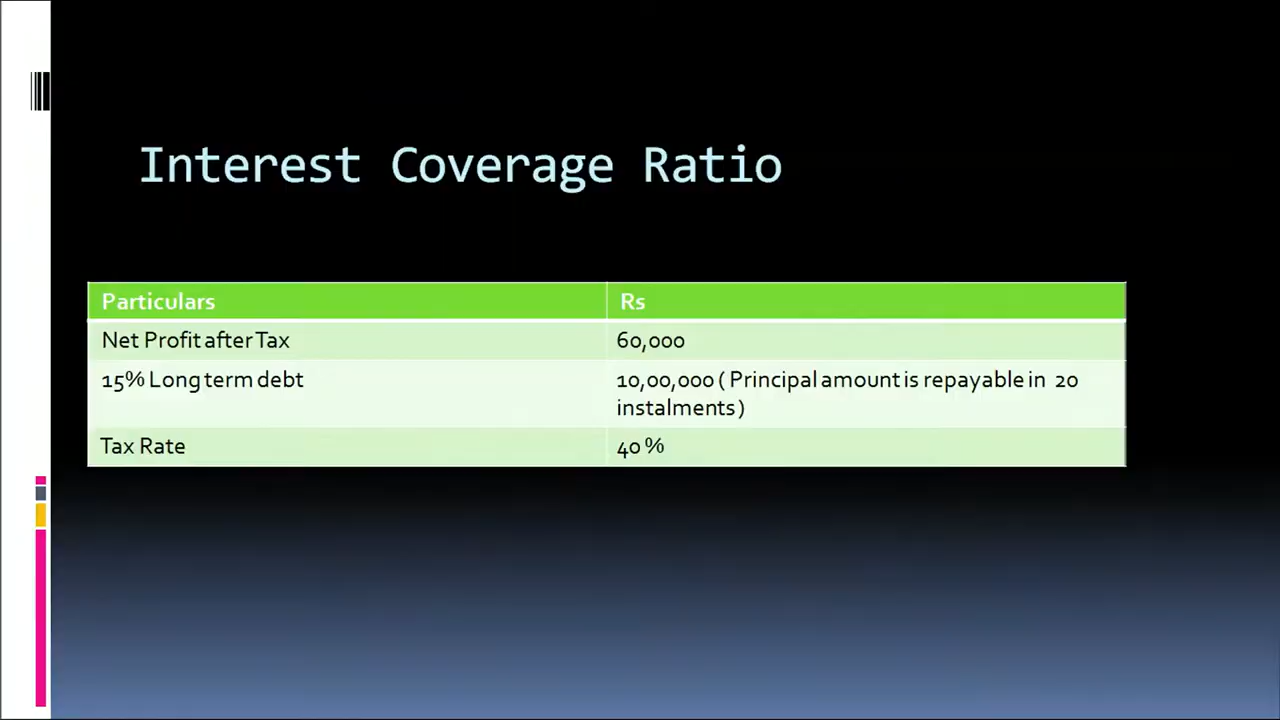 Interest Coverage Ratio
Particulars
Rs
Net Profit after Tax
60,000
15% Long term debt
10,00,000 ( Principal amount is repayable in 20
instalments )
Tax Rate
40 %